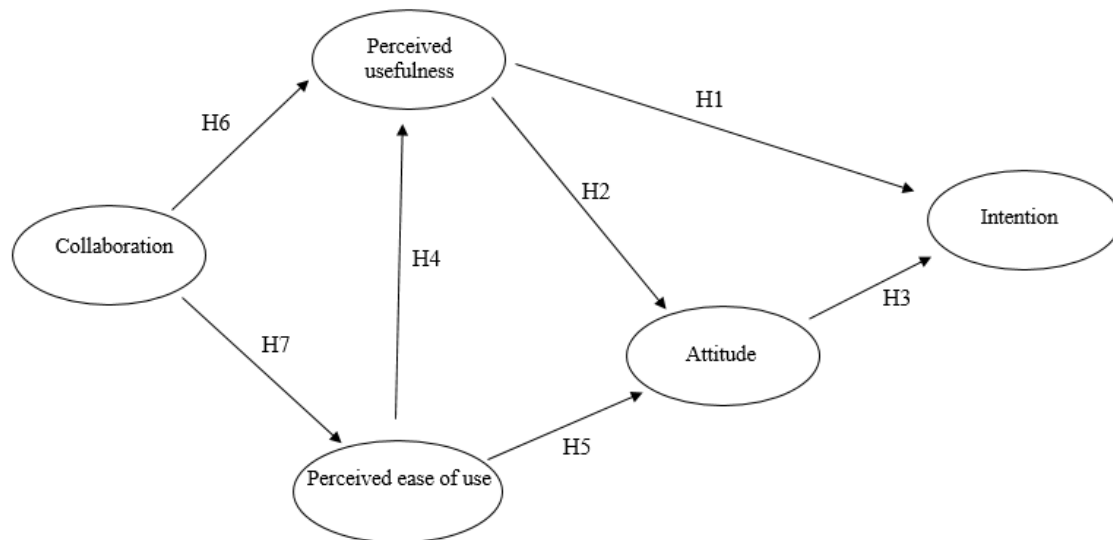 Perceived
usefulness
H1
H6
H2
Collaboration
Intention
H4
H3
H7
Attitude
H5
Perceived ease of use